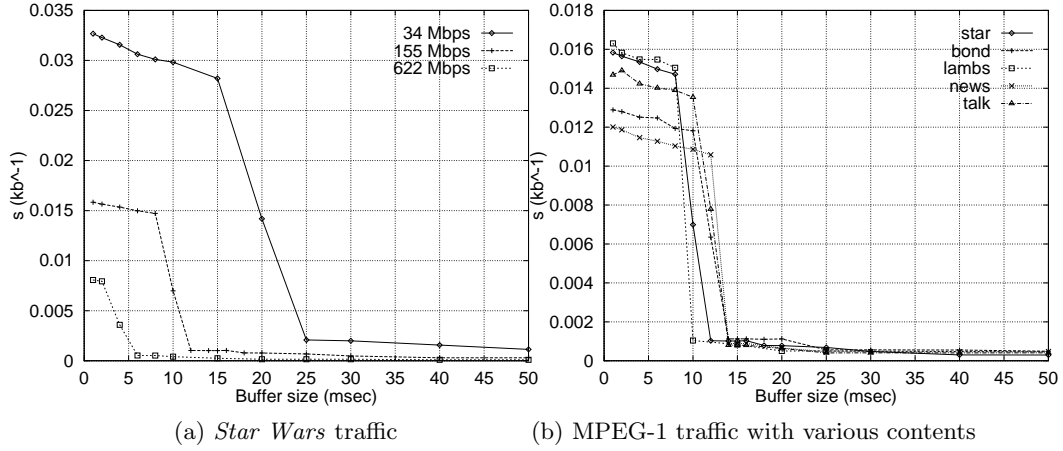 0.035
0.03
0.025
0.02
0.015
0.01
0.005
0
s (kb^-1)
34 Mbps
155 Mbps
622 Mbps
0 5 10 15 20 25 30 35 40 45 50
Buffer size (msec)
(a) Star Wars traffic
0.018
0.016
0.014
0.012
0.01
0.008
0.006
0.004
0.002
0
s (kb^-1)
star
bond
lambs
news
talk
0 5 10 15 20 25 30 35 40 45 50
Buffer size (msec)
(b) MPEG-1 traffic with various contents